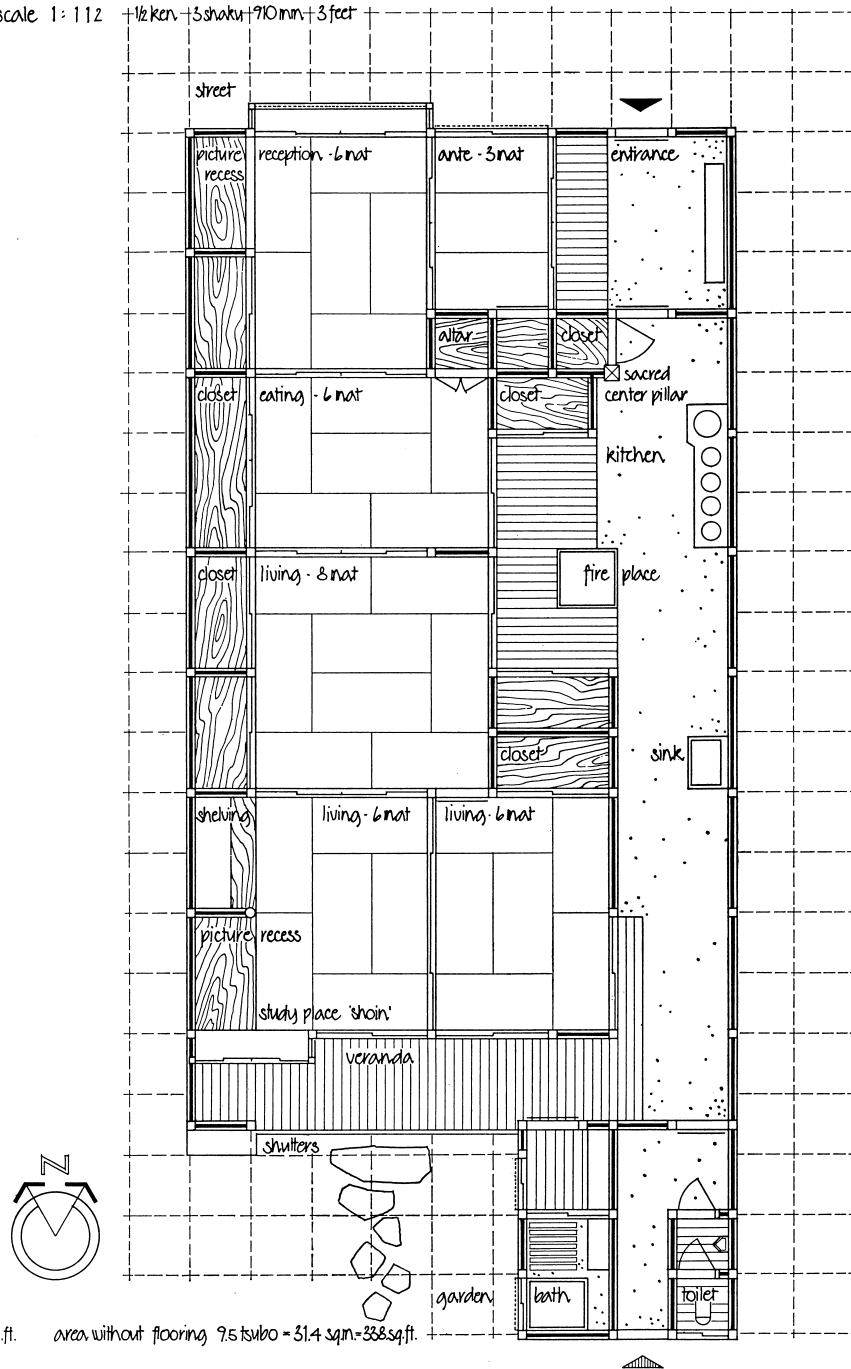 scale 1:112 1/2 ken 3 shaku 910 mm 3 feet
street
picture recess
reception - 6 mat
ante - 3 mat
entrance
altar
closet
sacred
center pillar
closet
eating - 6 mat
closet
kitchen
closet
living - 8 mat
fire place
closet
sink
shelving
living - 6 mat
living - 6 mat
picture recess
study place 'shoin'
veranda
shutters
N
garden
bath
toilet
.ft. area without flooring 9.5 tsubo = 31.4 sq.m. = 338 sq.ft.